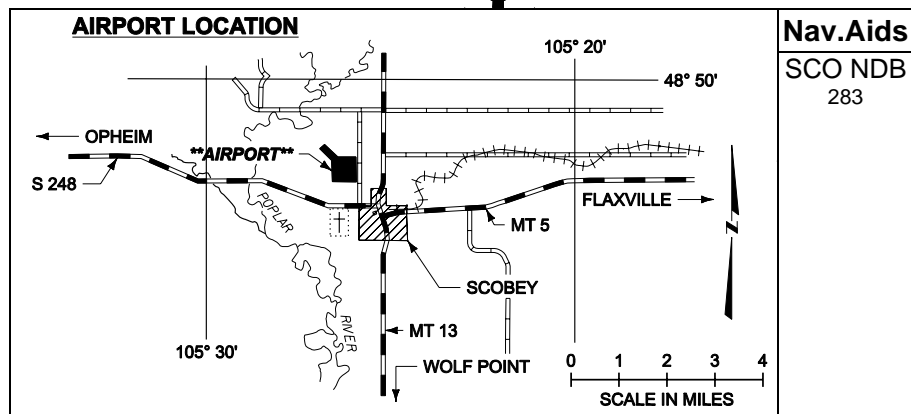 AIRPORT LOCATION
Nav.Aids
SCO NDB
283
105° 20'
48° 50'
OPHEIM
**AIRPORT**
S 248
FLAXVILLE
POPLAR
MT 5
SCOBEY
N
RIVER
MT 13
105° 30'
WOLF POINT
0 1 2 3 4
SCALE IN MILES